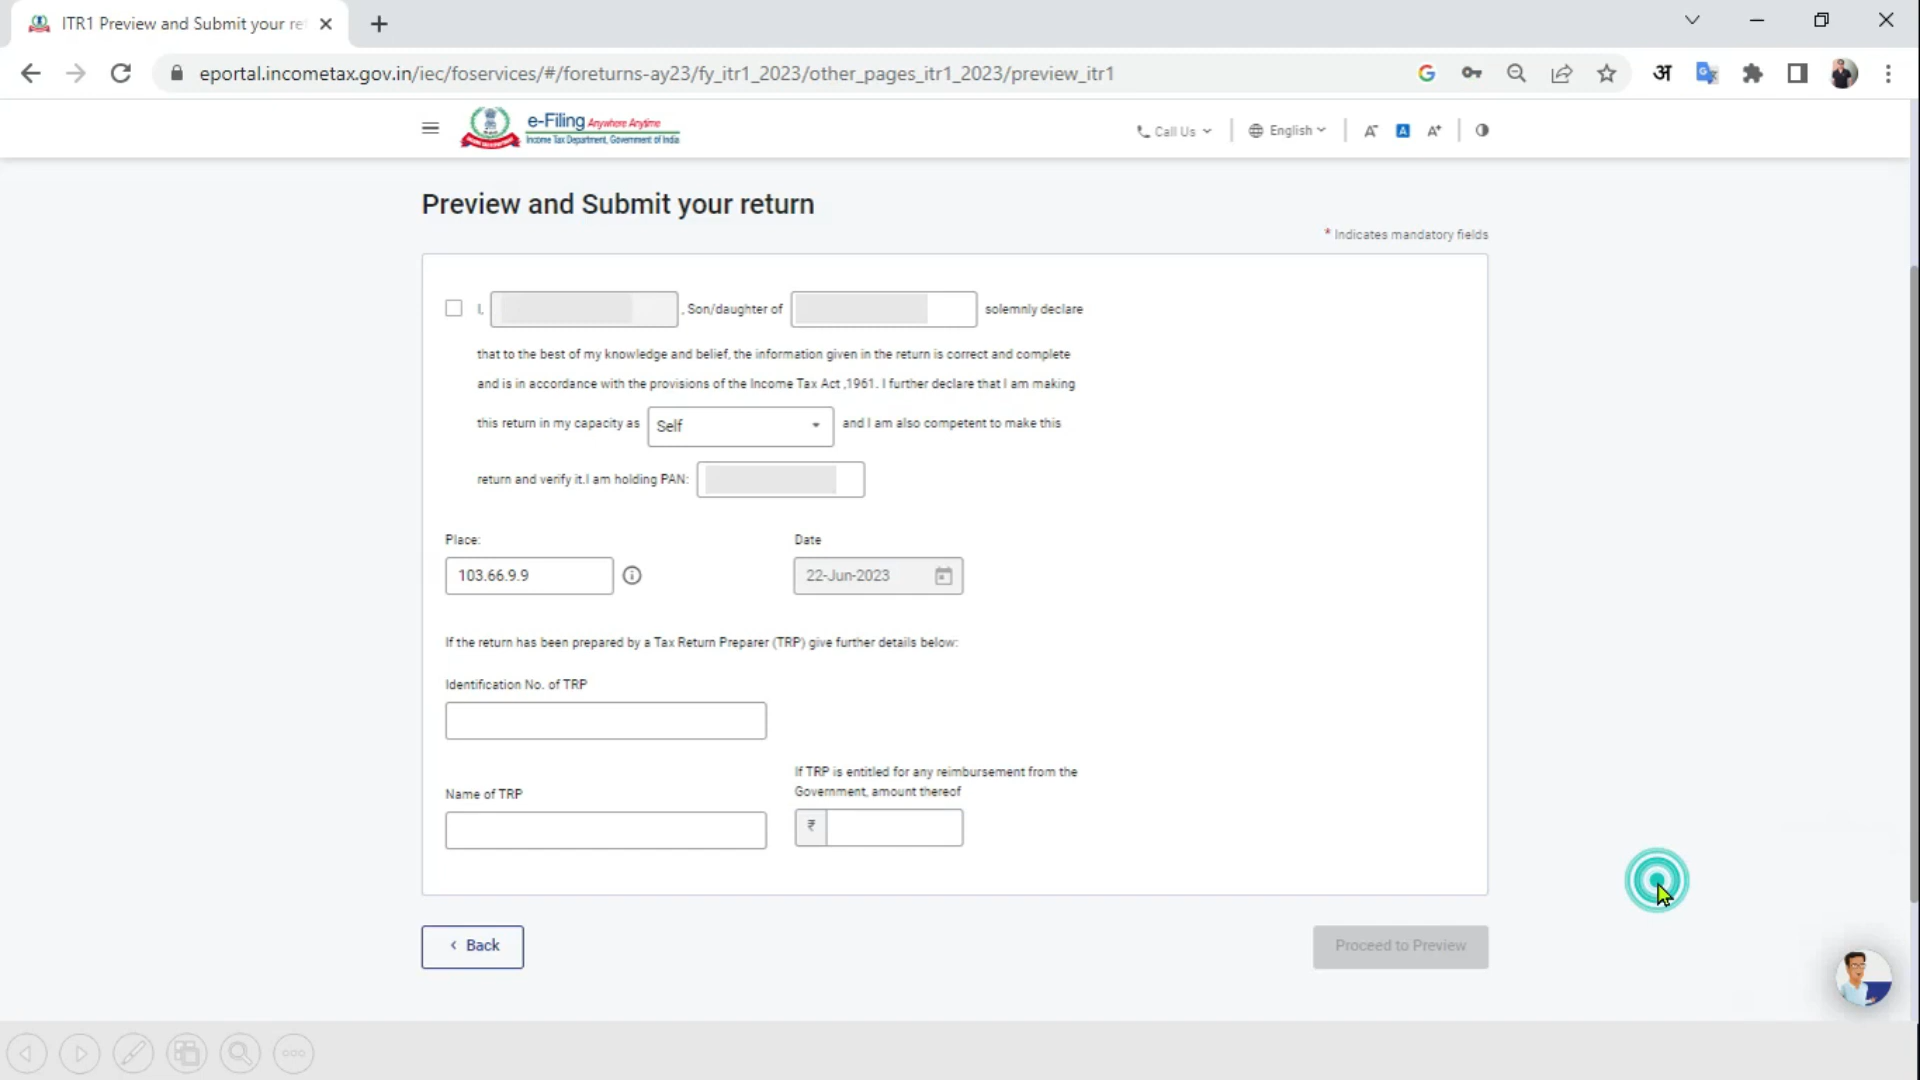 ITR1 Preview and Submit your re
eportal.incometax.gov.in/iec/foservices/#/foreturns-ay23/fy_itr1_2023/other_pages_itr1_2023/preview_itr1
अ
e-Filing Anywhere Anytime
Income Tax Department, Government of India
Call Us
English
A-
A
A+
Preview and Submit your return
* Indicates mandatory fields
I, , Son/daughter of solemnly declare
that to the best of my knowledge and belief, the information given in the return is correct and complete
and is in accordance with the provisions of the Income Tax Act ,1961. I further declare that I am making
this return in my capacity as Self and I am also competent to make this
return and verify it.I am holding PAN:
Place: Date
103.66.9.9 22-Jun-2023
If the return has been prepared by a Tax Return Preparer (TRP) give further details below:
Identification No. of TRP
Name of TRP
If TRP is entitled for any reimbursement from the
Government, amount thereof
₹
< Back
Proceed to Preview